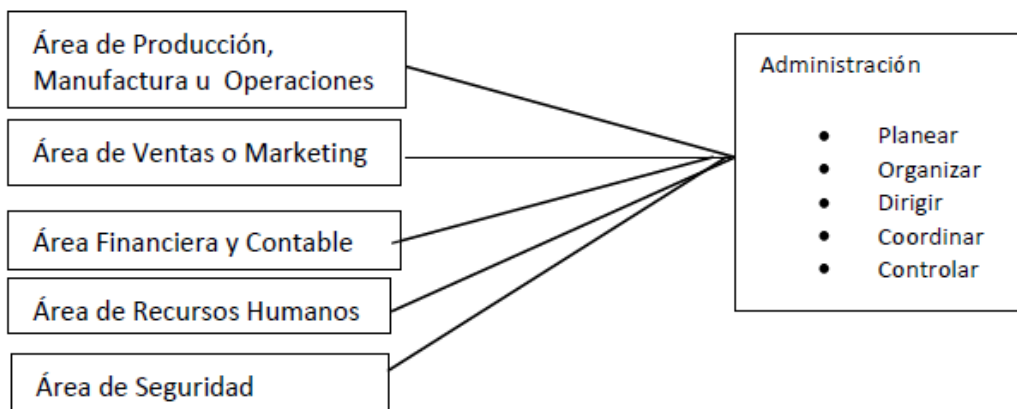 Área de Producción,
Manufactura u Operaciones
Área de Ventas o Marketing
Área Financiera y Contable
Área de Recursos Humanos
Área de Seguridad
Administración
• Planear
• Organizar
• Dirigir
• Coordinar
• Controlar